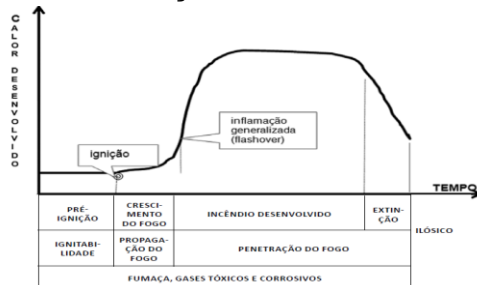 CALOR DESENVOLVIDO
inflamação
generalizada
(flashover)
ignição
TEMPO
PRÉ-
IGNIÇÃO
CRESCI-
MENTO
DO FOGO
INCÊNDIO DESENVOLVIDO
EXTIN-
ÇÃO
ILÓSICO
IGNITABI-
LIDADE
PROPAGA-
ÇÃO DO
FOGO
PENETRAÇÃO DO FOGO
FUMAÇA, GASES TÓXICOS E CORROSIVOS